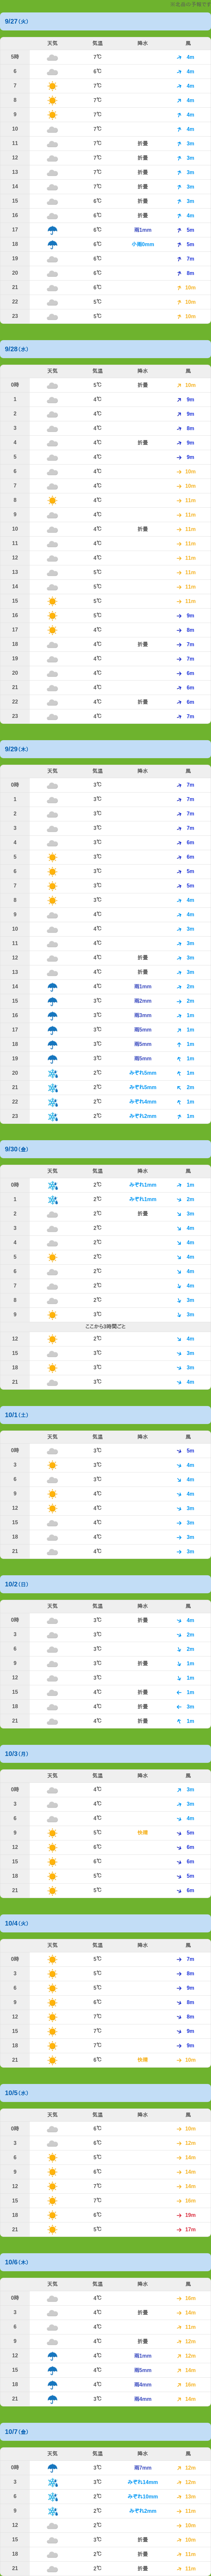 9/27(火)
天気 気温 降水 風
5時 7℃ 4m
6 6℃ 4m
7 7℃ 4m
8 7℃ 4m
9 7℃ 4m
10 7℃ 4m
11 7℃ 折畳 3m
12 7℃ 折畳 3m
13 7℃ 折畳 3m
14 7℃ 折畳 3m
15 6℃ 折畳 3m
16 6℃ 折畳 4m
17 6℃ 雨1mm 5m
18 6℃ 小雨0mm 5m
19 6℃ 7m
20 6℃ 8m
21 6℃ 10m
22 5℃ 10m
23 5℃ 10m
9/28(水)
天気 気温 降水 風
0時 5℃ 折畳 10m
1 4℃ 9m
2 4℃ 9m
3 4℃ 8m
4 4℃ 折畳 9m
5 4℃ 9m
6 4℃ 10m
7 4℃ 10m
8 4℃ 11m
9 4℃ 11m
10 4℃ 折畳 11m
11 4℃ 11m
12 4℃ 11m
13 5℃ 11m
14 5℃ 11m
15 5℃ 11m
16 5℃ 9m
17 4℃ 8m
18 4℃ 折畳 7m
19 4℃ 7m
20 4℃ 6m
21 4℃ 6m
22 4℃ 折畳 6m
23 4℃ 7m
9/29(木)
天気 気温 降水 風
0時 3℃ 7m
1 3℃ 7m
2 3℃ 7m
3 3℃ 7m
4 3℃ 6m
5 3℃ 6m
6 3℃ 5m
7 3℃ 5m
8 3℃ 4m
9 4℃ 4m
10 4℃ 3m
11 4℃ 3m
12 4℃ 折畳 3m
13 4℃ 折畳 3m
14 4℃ 雨1mm 2m
15 3℃ 雨2mm 2m
16 3℃ 雨3mm 1m
17 3℃ 雨5mm 1m
18 3℃ 雨5mm 1m
19 3℃ 雨5mm 1m
20 2℃ みぞれ5mm 1m
21 2℃ みぞれ5mm 2m
22 2℃ みぞれ4mm 1m
23 2℃ みぞれ2mm 1m
9/30(金)
天気 気温 降水 風
0時 2℃ みぞれ1mm 1m
1 2℃ みぞれ1mm 2m
2 2℃ 折畳 3m
3 2℃ 4m
4 2℃ 4m
5 2℃ 4m
6 2℃ 4m
7 2℃ 4m
8 2℃ 3m
9 3℃ 3m
ここから3時間ごと
12 2℃ 4m
15 3℃ 3m
18 3℃ 3m
21 3℃ 4m
10/1(土)
天気 気温 降水 風
0時 3℃ 5m
3 3℃ 4m
6 3℃ 4m
9 4℃ 4m
12 4℃ 3m
15 4℃ 3m
18 4℃ 3m
21 4℃ 3m
10/2(日)
天気 気温 降水 風
0時 3℃ 折畳 4m
3 3℃ 2m
6 3℃ 2m
9 3℃ 折畳 1m
12 3℃ 1m
15 4℃ 折畳 1m
18 4℃ 折畳 3m
21 4℃ 折畳 1m
10/3(月)
天気 気温 降水 風
0時 4℃ 3m
3 4℃ 3m
6 4℃ 4m
9 5℃ 快晴 5m
12 6℃ 6m
15 6℃ 6m
18 5℃ 5m
21 5℃ 6m
10/4(火)
天気 気温 降水 風
0時 5℃ 7m
3 5℃ 8m
6 5℃ 9m
9 6℃ 8m
12 7℃ 8m
15 7℃ 9m
18 7℃ 9m
21 6℃ 快晴 10m
10/5(水)
天気 気温 降水 風
0時 6℃ 10m
3 6℃ 12m
6 5℃ 14m
9 6℃ 14m
12 7℃ 14m
15 7℃ 16m
18 6℃ 19m
21 5℃ 17m
10/6(木)
天気 気温 降水 風
0時 4℃ 16m
3 4℃ 折畳 14m
6 4℃ 11m
9 4℃ 折畳 12m
12 4℃ 雨1mm 12m
15 4℃ 雨5mm 14m
18 4℃ 雨4mm 16m
21 3℃ 雨4mm 14m
10/7(金)
天気 気温 降水 風
0時 3℃ 雨7mm 12m
3 3℃ みぞれ14mm 12m
6 2℃ みぞれ10mm 12m
9 2℃ みぞれ2mm 11m
12 2℃ 10m
15 3℃ 折畳 10m
18 2℃ 折畳 11m
21 2℃ 折畳 11m